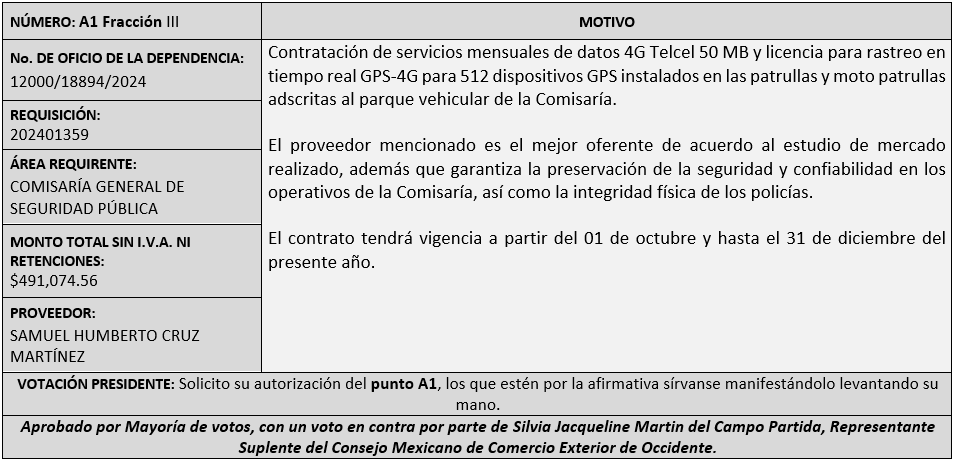 NÚMERO: A1 Fracción III
No. DE OFICIO DE LA DEPENDENCIA:
12000/18894/2024
REQUISICIÓN:
202401359
ÁREA REQUIRENTE:
COMISARÍA GENERAL DE
SEGURIDAD PÚBLICA
MONTO TOTAL SIN I.V.A. NI
RETENCIONES:
$491,074.56
PROVEEDOR:
SAMUEL HUMBERTO CRUZ
MARTÍNEZ
MOTIVO
Contratación de servicios mensuales de datos 4G Telcel 50 MB y licencia para rastreo en
tiempo real GPS-4G para 512 dispositivos GPS instalados en las patrullas y moto patrullas
adscritas al parque vehicular de la Comisaría.
El proveedor mencionado es el mejor oferente de acuerdo al estudio de mercado
realizado, además que garantiza la preservación de la seguridad y confiabilidad en los
operativos de la Comisaría, así como la integridad física de los policías.
El contrato tendrá vigencia a partir del 01 de octubre y hasta el 31 de diciembre del
presente año.
VOTACIÓN PRESIDENTE: Solicito su autorización del punto A1, los que estén por la afirmativa sírvanse manifestándolo levantando su
mano.
Aprobado por Mayoría de votos, con un voto en contra por parte de Silvia Jacqueline Martin del Campo Partida, Representante
Suplente del Consejo Mexicano de Comercio Exterior de Occidente.